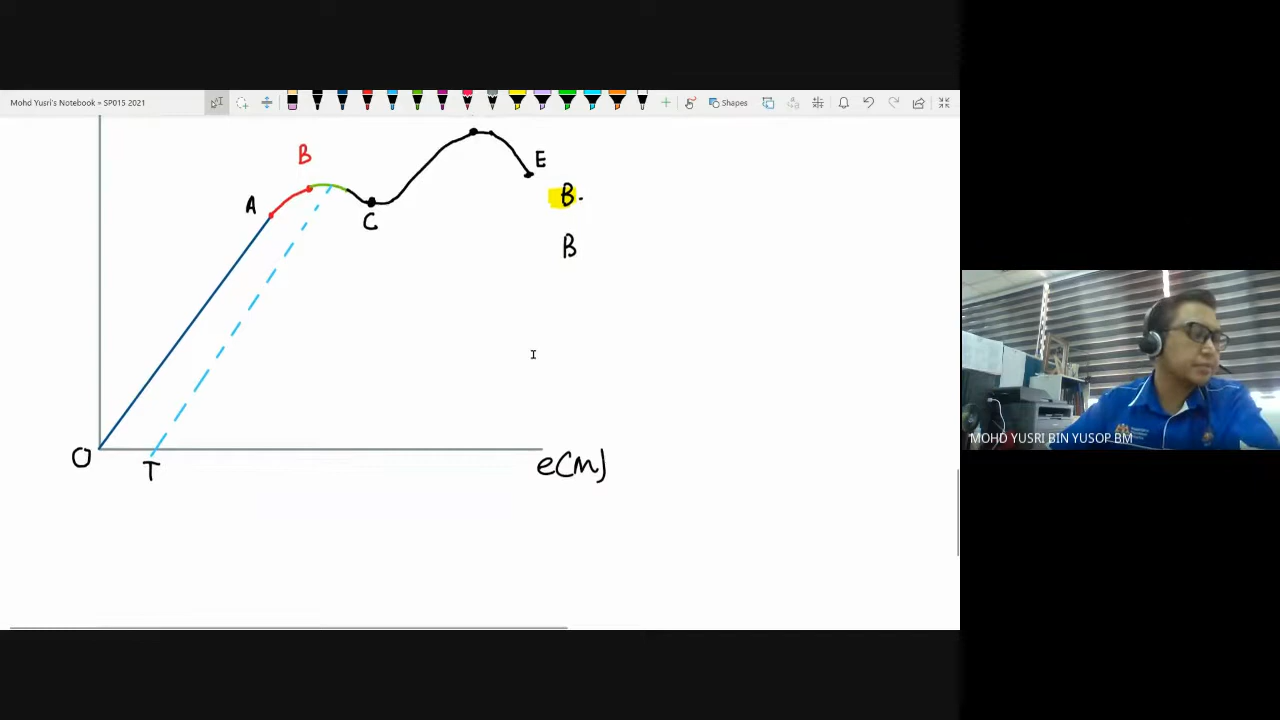 Mohd Yusri's Notebook » SP015 2021
Shapes
B
E
A
B.
C
B
O
T
e(m)
MOHD YUSRI BIN YUSOP BM